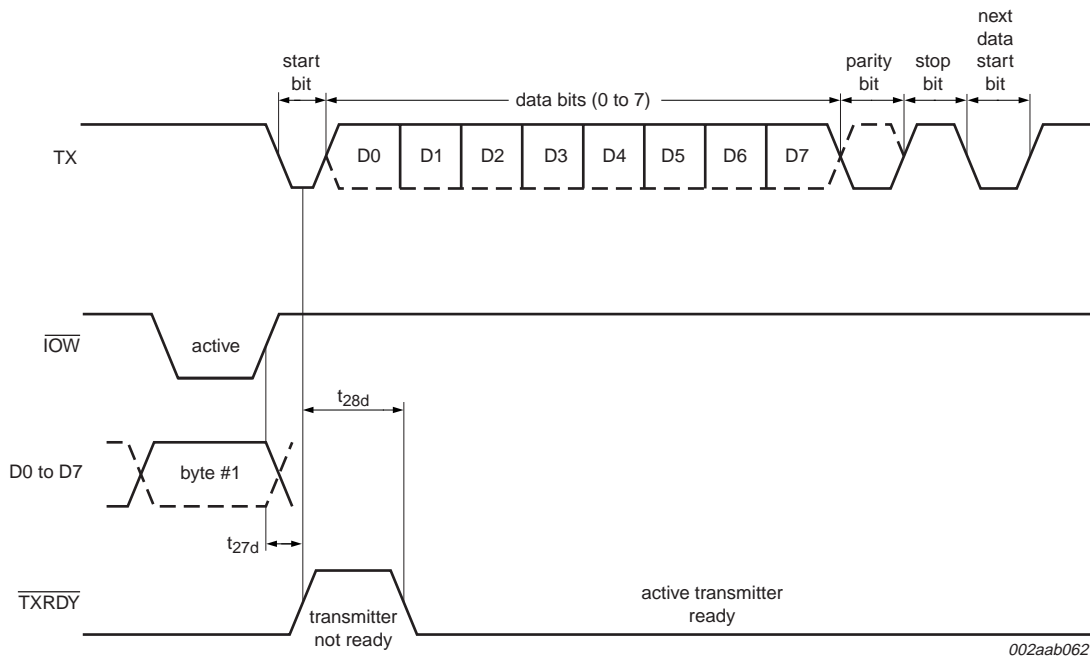 start
bit
data bits (0 to 7)
parity
bit
stop
bit
next
data
start
bit
TX
D0
D1
D2
D3
D4
D5
D6
D7
IOW
active
t28d
D0 to D7
byte #1
t27d
TXRDY
transmitter
not ready
active transmitter
ready
002aab062